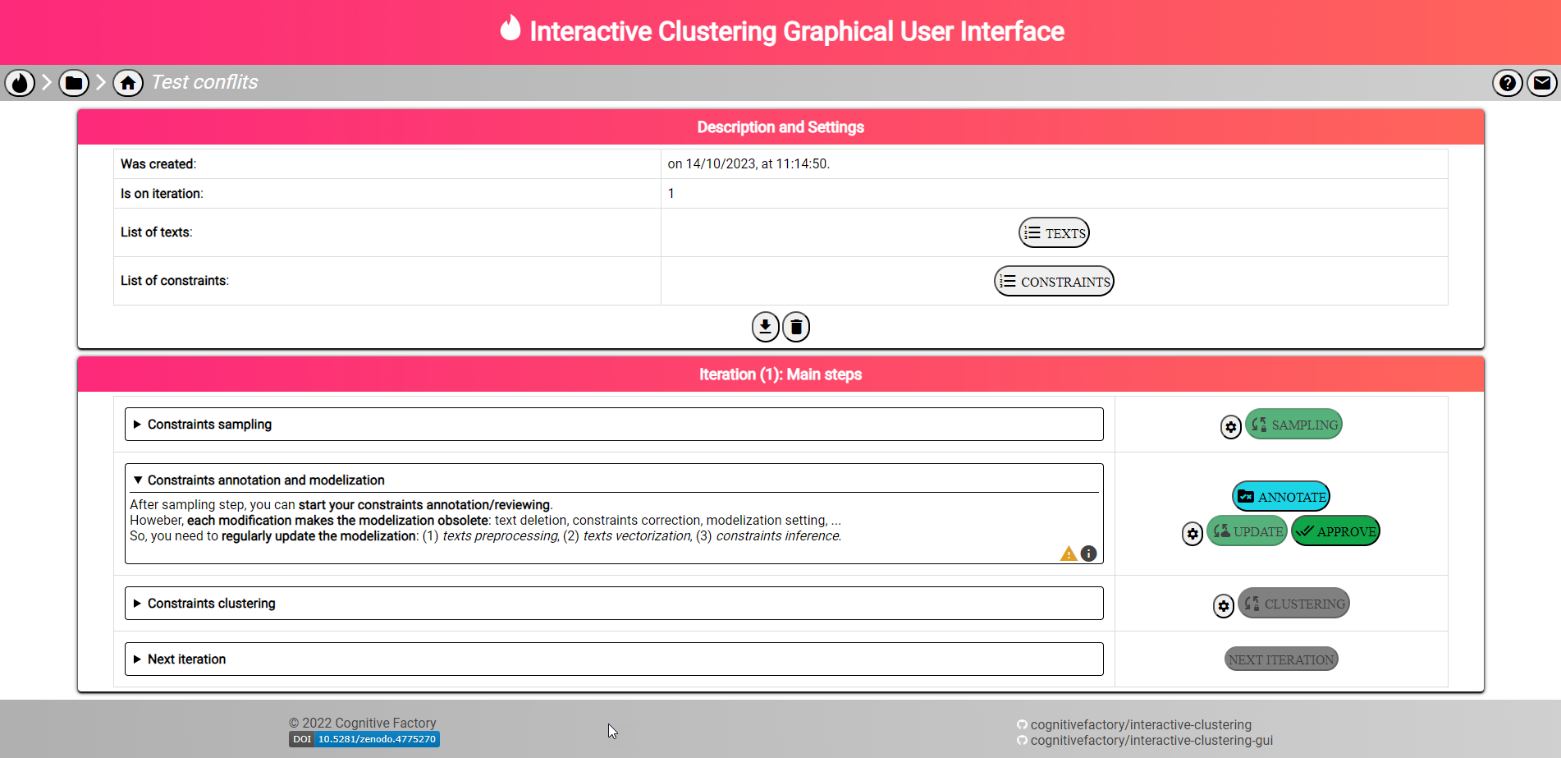 Interactive Clustering Graphical User Interface
Test conflits
Description and Settings
Was created: on 14/10/2023, at 11:14:50.
Is on iteration: 1
List of texts: TEXTS
List of constraints: CONSTRAINTS
Iteration (1): Main steps
Constraints sampling
SAMPLING
Constraints annotation and modelization
After sampling step, you can start your constraints annotation/reviewing.
Howeber, each modification makes the modelization obsolete: text deletion, constraints correction, modelization setting, ...
So, you need to regularly update the modelization: (1) texts preprocessing, (2) texts vectorization, (3) constraints inference.
ANNOTATE
UPDATE APPROVE
Constraints clustering
CLUSTERING
Next iteration
NEXT ITERATION
© 2022 Cognitive Factory
DOI 10.5281/zenodo.4775270
cognitivefactory/interactive-clustering
cognitivefactory/interactive-clustering-gui